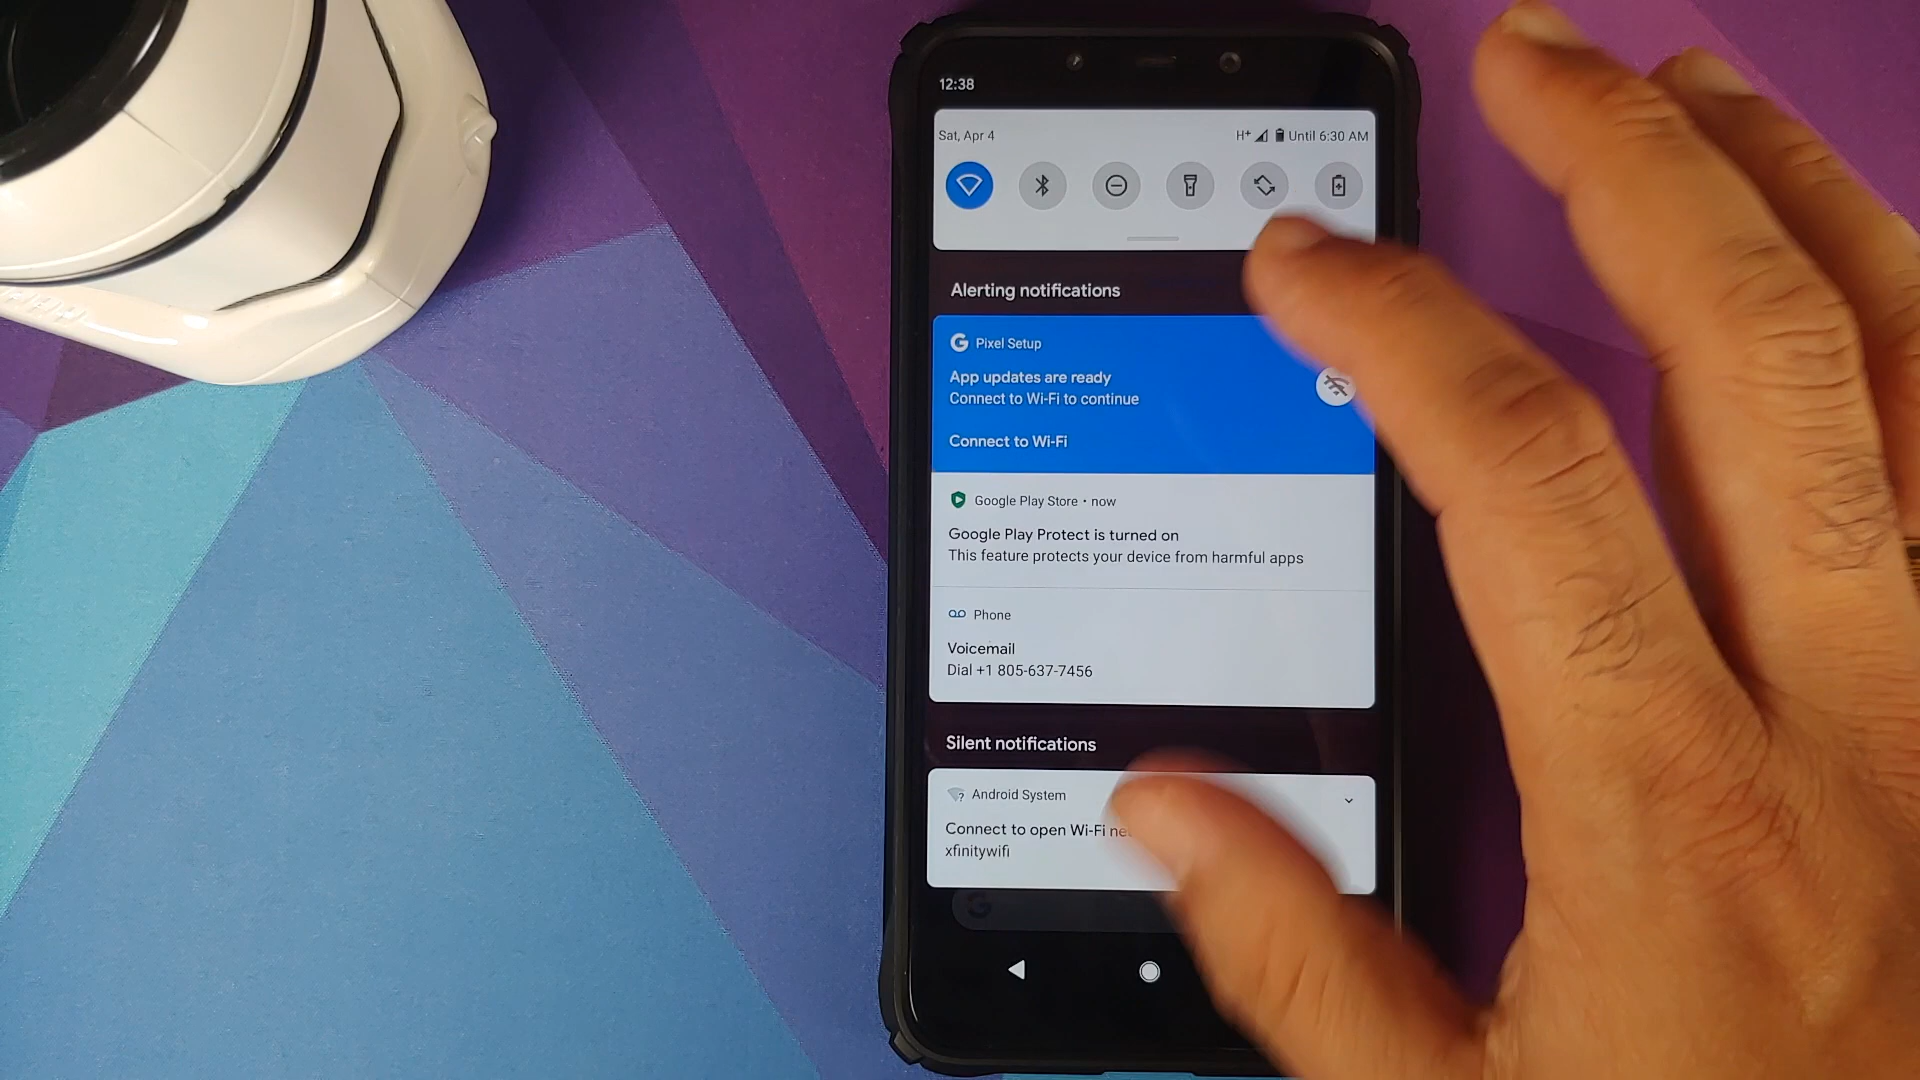 12:38
Sat, Apr 4
H+
Until 6:30 AM
Alerting notifications
Pixel Setup
App updates are ready
Connect to Wi-Fi to continue
Connect to Wi-Fi
Google Play Store • now
Google Play Protect is turned on
This feature protects your device from harmful apps
Phone
Voicemail
Dial +1 805-637-7456
Silent notifications
Android System
Connect to open Wi-Fi
xfinitywifi